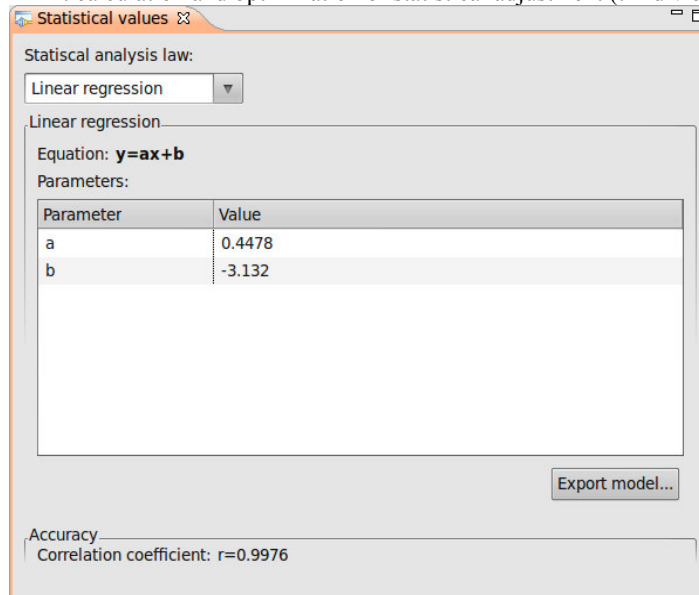 Statistical values
Statiscal analysis law:
Linear regression
Linear regression
Equation: y=ax+b
Parameters:
Parameter Value
a 0.4478
b -3.132
Export model...
Accuracy
Correlation coefficient: r=0.9976